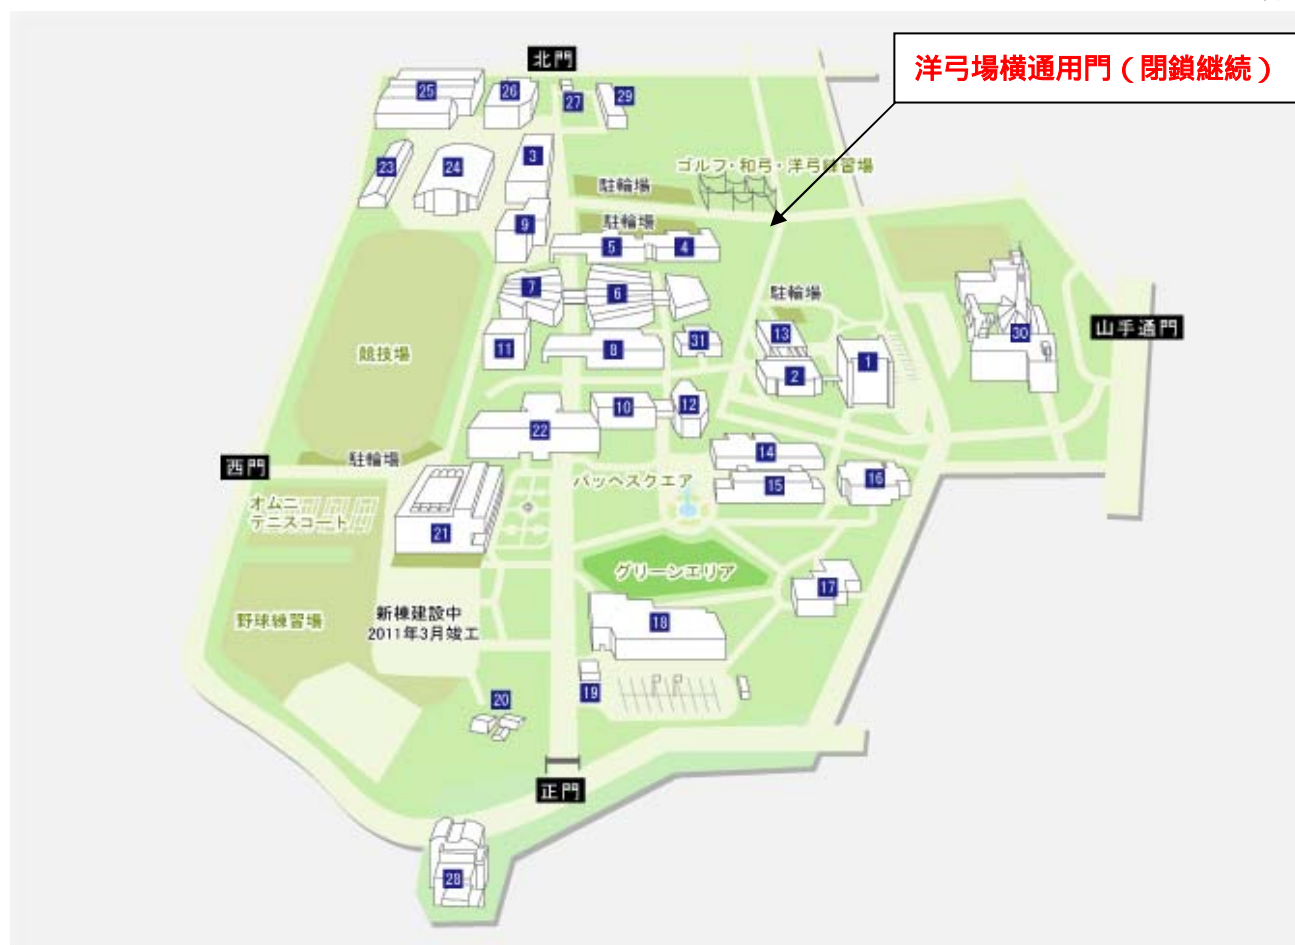 北門
洋弓場横通用門（閉鎖継続）
25
26
27
29
3
23
24
ゴルフ・和弓・洋弓練習場
駐輪場
駐輪場
9
5
4
7
6
駐輪場
13
31
30
山手通門
競技場
11
8
1
2
10
12
22
14
駐輪場
西門
バッヘスクエア
15
16
オムニ
テニスコート
21
グリーンエリア
17
新棟建設中
2011年3月竣工
野球練習場
18
19
20
正門
28